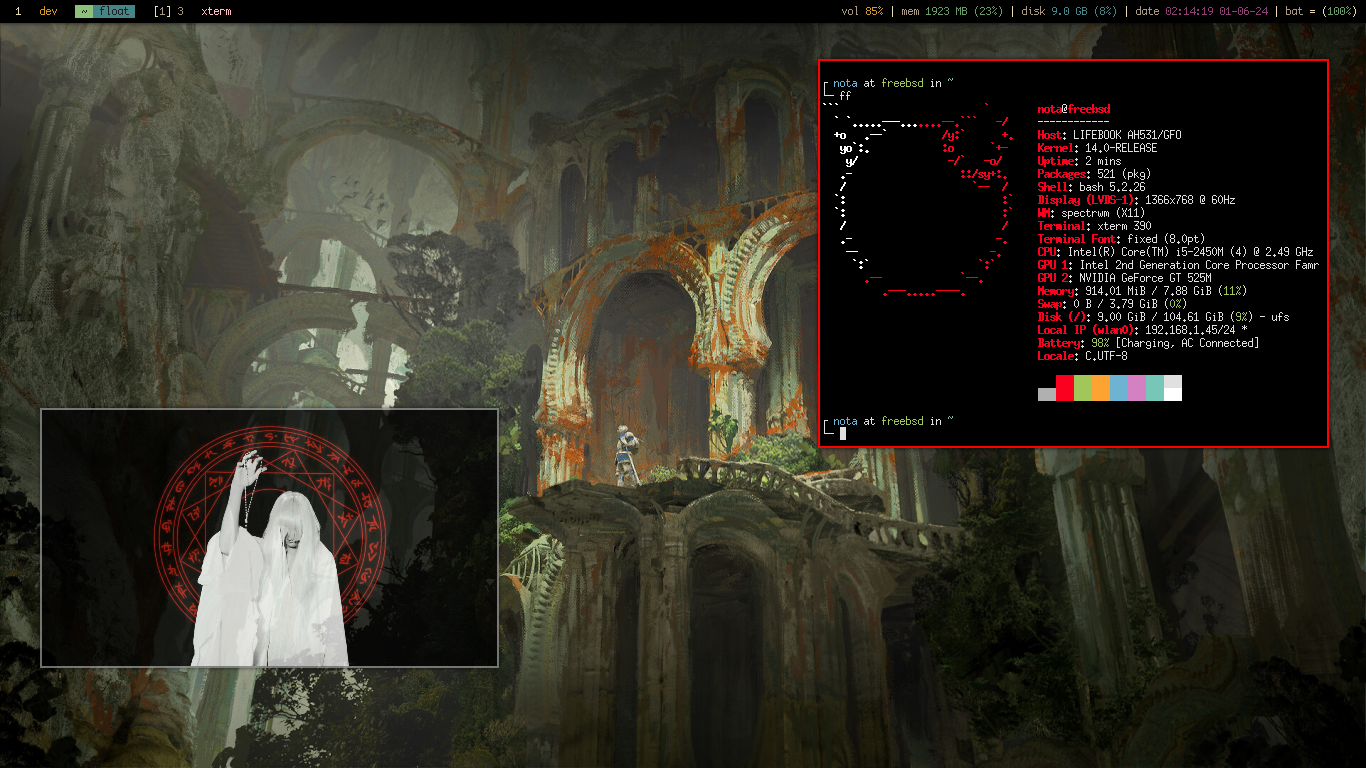 1 dev ~ float [1] 3 xterm vol 85% | mem 1923 MB (23%) | disk 9.0 GB (8%) | date 02:14:19 01-06-24 | bat = (100%)
┌ nota at freebsd in ~
└─ ff
nota@freebsd
------------
Host: LIFEBOOK AH531/GFO
Kernel: 14.0-RELEASE
Uptime: 2 mins
Packages: 521 (pkg)
Shell: bash 5.2.26
Display (LVDS-1): 1366x768 @ 60Hz
WM: spectrwm (X11)
Terminal: xterm 390
Terminal Font: fixed (8.0pt)
CPU: Intel(R) Core(TM) i5-2450M (4) @ 2.49 GHz
GPU 1: Intel 2nd Generation Core Processor Famr
GPU 2: NVIDIA GeForce GT 525M
Memory: 914.01 MiB / 7.88 GiB (11%)
Swap: 0 B / 3.79 GiB (0%)
Disk (/): 9.00 GiB / 104.61 GiB (9%) - ufs
Local IP (wlan0): 192.168.1.45/24 *
Battery: 98% [Charging, AC Connected]
Locale: C.UTF-8
┌ nota at freebsd in ~
└─